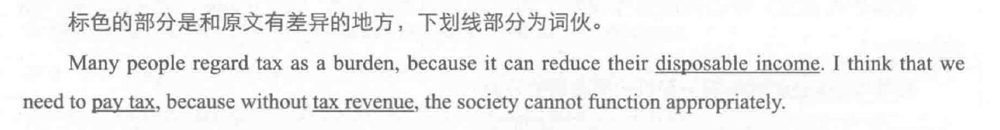 标色的部分是和原文有差异的地方，下划线部分为词伙。
Many people regard tax as a burden, because it can reduce their disposable income. I think that we
need to pay tax, because without tax revenue, the society cannot function appropriately.